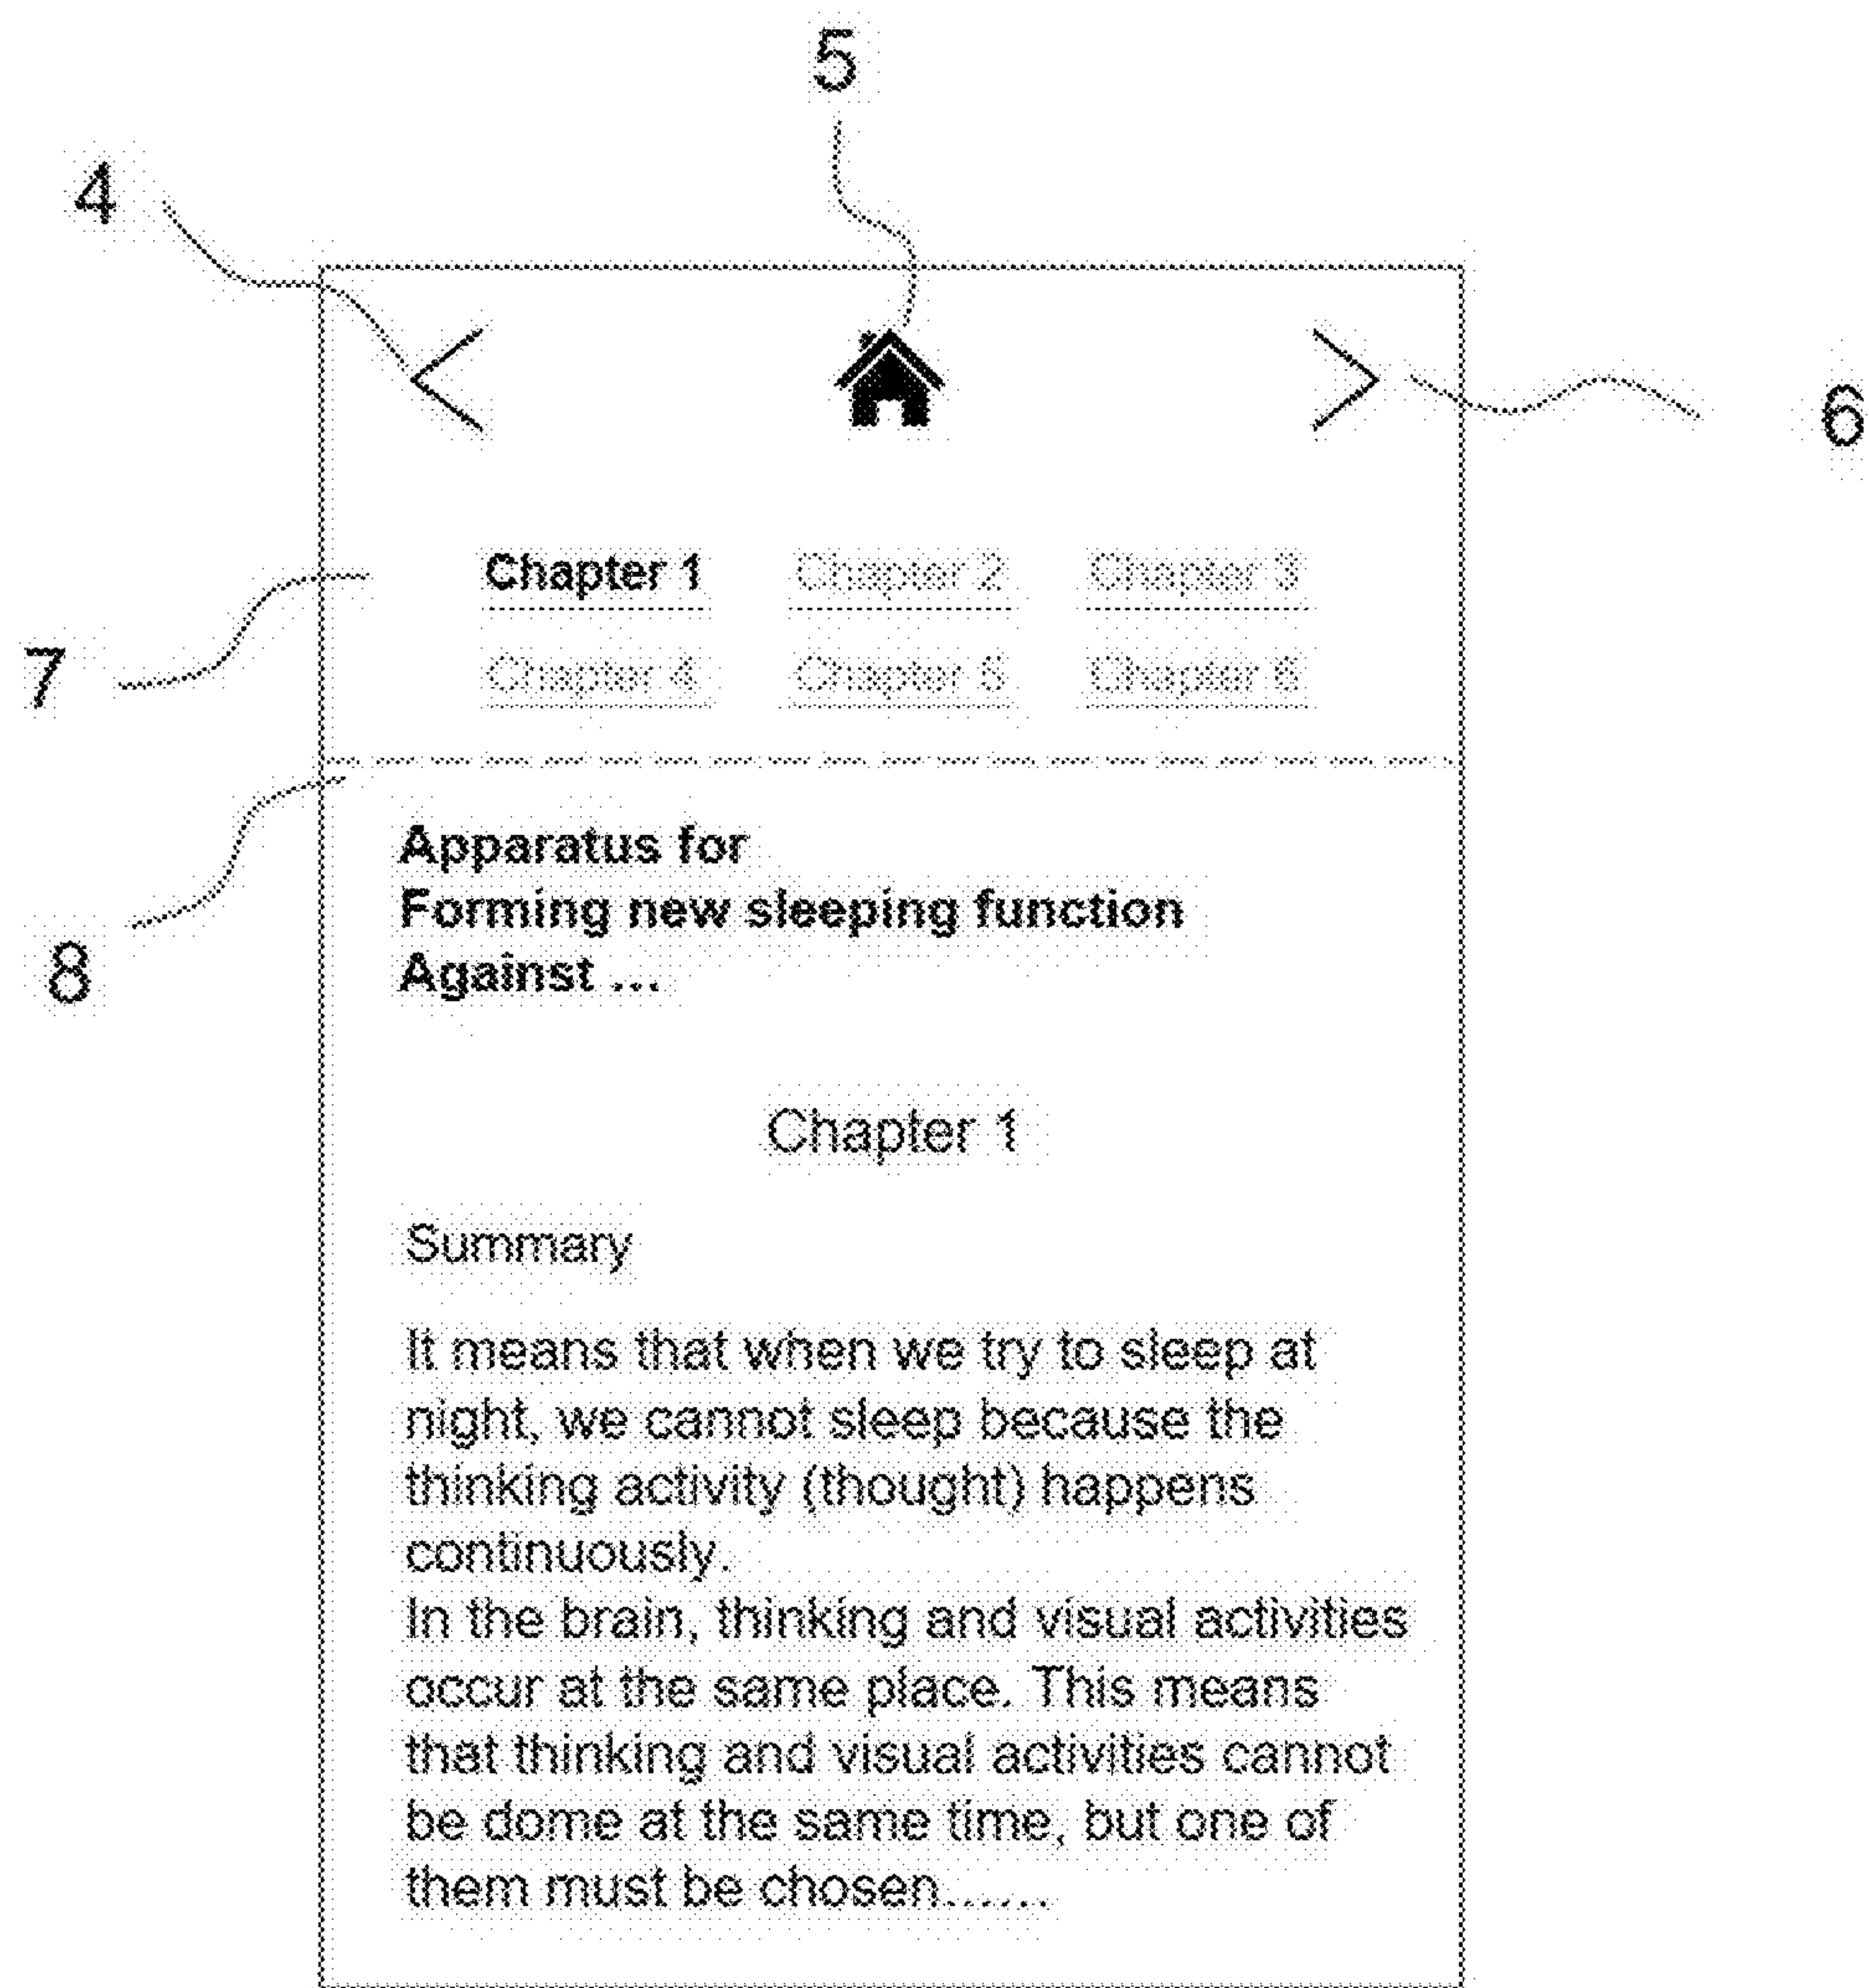 5
4
6
Chapter 1 Chapter 2 Chapter 3
7
Chapter 4 Chapter 5 Chapter 6
8
Apparatus for
Forming new sleeping function
Against ...
Chapter 1
Summary
It means that when we try to sleep at
night, we cannot sleep because the
thinking activity (thought) happens
continuously.
In the brain, thinking and visual activities
occur at the same place. This means
that thinking and visual activities cannot
be dome at the same time, but one of
them must be chosen......